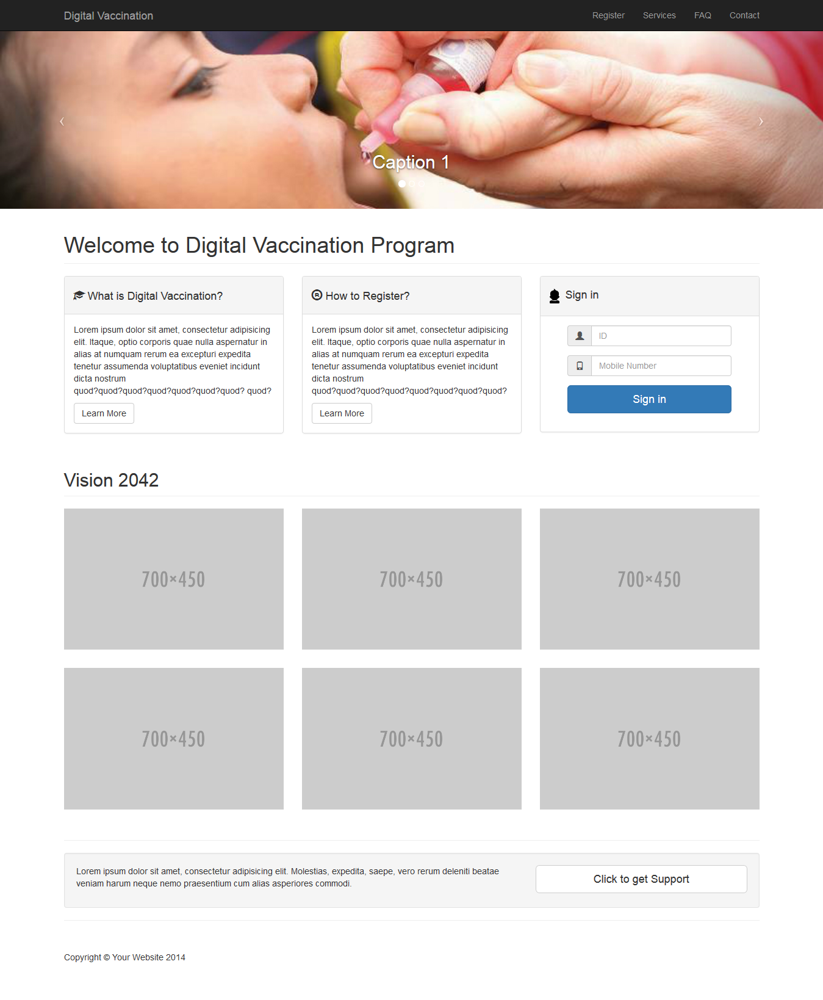 Digital Vaccination
Register Services FAQ Contact
Caption 1
Welcome to Digital Vaccination Program
What is Digital Vaccination?
Lorem ipsum dolor sit amet, consectetur adipisicing
elit. Itaque, optio corporis quae nulla aspernatur in
alias at numquam rerum ea excepturi expedita
tenetur assumenda voluptatibus eveniet incidunt
dicta nostrum
quod?quod?quod?quod?quod?quod?quod? quod?
Learn More
How to Register?
Lorem ipsum dolor sit amet, consectetur adipisicing
elit. Itaque, optio corporis quae nulla aspernatur in
alias at numquam rerum ea excepturi expedita
tenetur assumenda voluptatibus eveniet incidunt
dicta nostrum
quod?quod?quod?quod?quod?quod?quod?quod?
Learn More
Sign in
ID
Mobile Number
Sign in
Vision 2042
700×450
700×450
700×450
700×450
700×450
700×450
Lorem ipsum dolor sit amet, consectetur adipisicing elit. Molestias, expedita, saepe, vero rerum deleniti beatae
veniam harum neque nemo praesentium cum alias asperiores commodi.
Click to get Support
Copyright © Your Website 2014